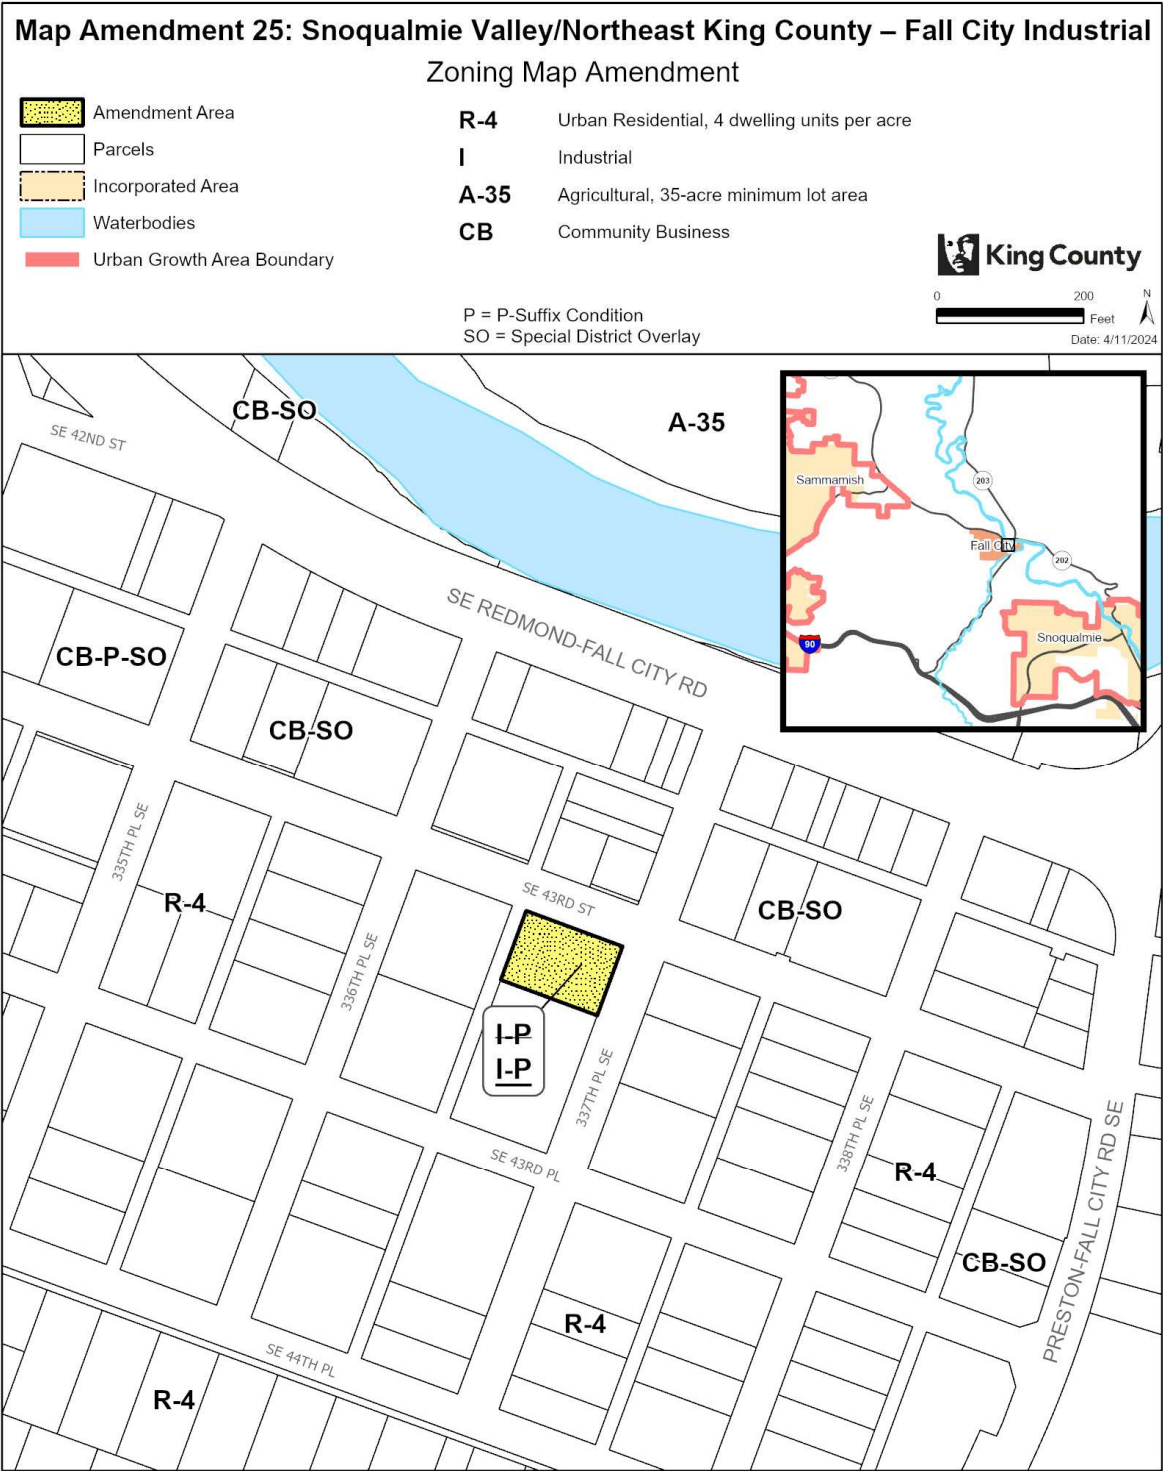 Map Amendment 25: Snoqualmie Valley/Northeast King County – Fall City Industrial
Zoning Map Amendment
Amendment Area
Parcels
Incorporated Area
Waterbodies
Urban Growth Area Boundary
R-4 Urban Residential, 4 dwelling units per acre
I Industrial
A-35 Agricultural, 35-acre minimum lot area
CB Community Business
P = P-Suffix Condition
SO = Special District Overlay
King County
0 200
Feet
N
Date: 4/11/2024
CB-SO
A-35
SE 42ND ST
Sammamish
203
Fall City
202
Snoqualmie
90
SE REDMOND-FALL CITY RD
CB-P-SO
CB-SO
335TH PL SE
R-4
SE 43RD ST
CB-SO
336TH PL SE
I-P
I-P
337TH PL SE
338TH PL SE
SE 43RD PL
R-4
PRESTON-FALL CITY RD SE
CB-SO
R-4
SE 44TH PL
R-4